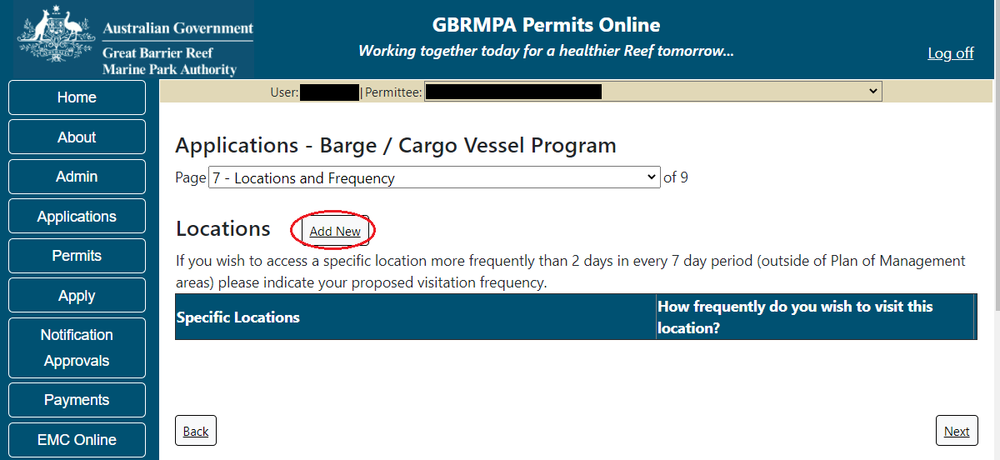 Australian Government
Great Barrier Reef
Marine Park Authority
GBRMPA Permits Online
Working together today for a healthier Reef tomorrow...
Log off
Home
About
Admin
Applications
Permits
Apply
Notification
Approvals
Payments
EMC Online
User: | Permittee:
Applications - Barge / Cargo Vessel Program
Page 7 - Locations and Frequency of 9
Locations Add New
If you wish to access a specific location more frequently than 2 days in every 7 day period (outside of Plan of Management
areas) please indicate your proposed visitation frequency.
Specific Locations
How frequently do you wish to visit this
location?
Back
Next